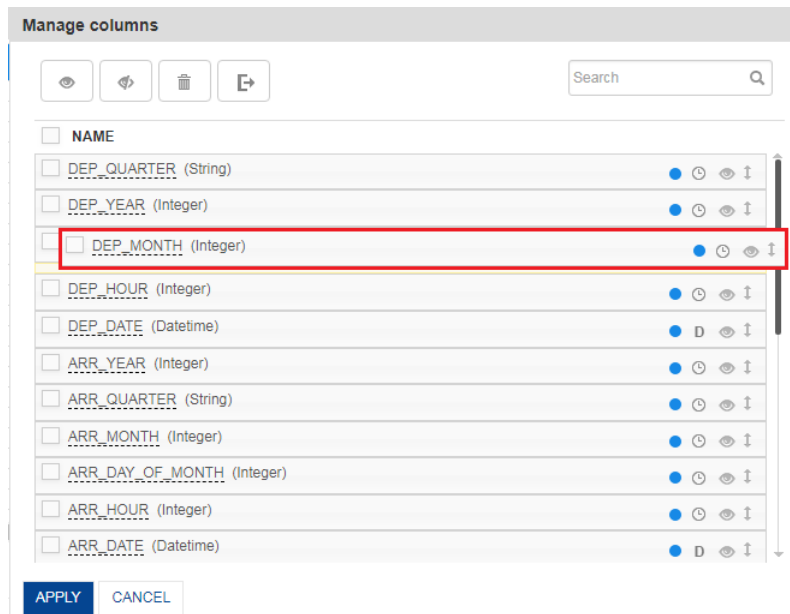 Manage columns
Search
NAME
DEP_QUARTER (String)
DEP_YEAR (Integer)
DEP_MONTH (Integer)
DEP_HOUR (Integer)
DEP_DATE (Datetime) D
ARR_YEAR (Integer)
ARR_QUARTER (String)
ARR_MONTH (Integer)
ARR_DAY_OF_MONTH (Integer)
ARR_HOUR (Integer)
ARR_DATE (Datetime) D
APPLY CANCEL